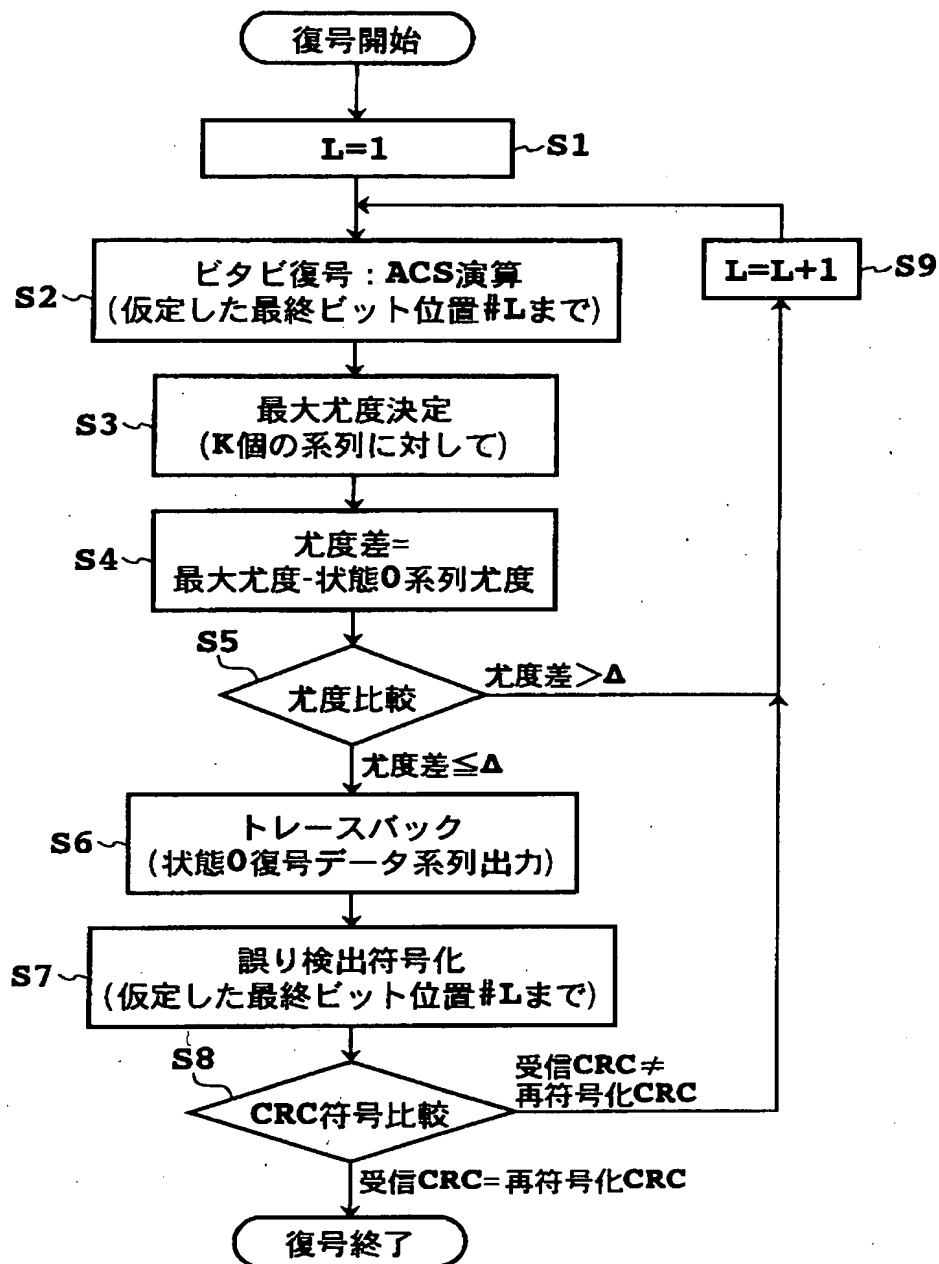 復号開始
L=1
S1
ビタビ復号：ACS演算
(仮定した最終ビット位置#Lまで)
S2
L=L+1
S9
最大尤度決定
(K個の系列に対して)
S3
尤度差=
最大尤度-状態0系列尤度
S4
S5
尤度比較
尤度差＞Δ
尤度差≦Δ
トレースバック
(状態0復号データ系列出力)
S6
誤り検出符号化
(仮定した最終ビット位置#Lまで)
S7
S8
CRC符号比較
受信CRC≠
再符号化CRC
受信CRC=再符号化CRC
復号終了